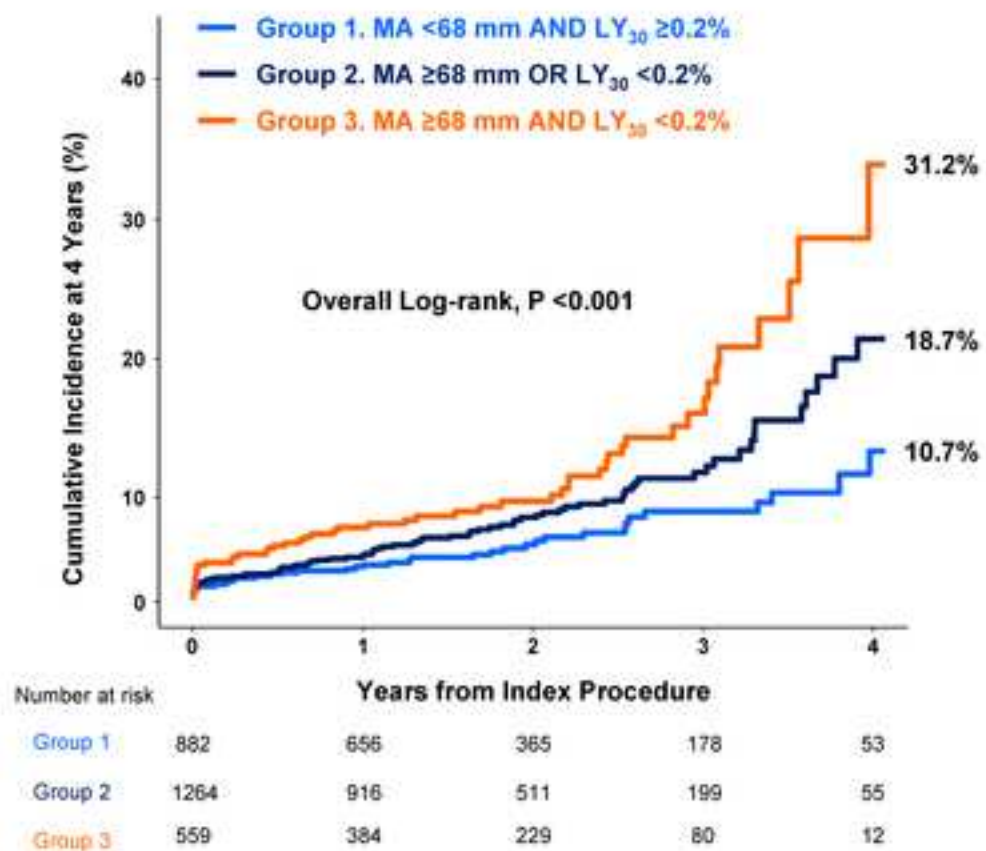 Group 1. MA <68 mm AND LY30 ≥0.2%
Group 2. MA ≥68 mm OR LY30 <0.2%
Group 3. MA ≥68 mm AND LY30 <0.2%
Cumulative Incidence at 4 Years (%)
40
30
20
10
0
31.2%
18.7%
10.7%
Overall Log-rank, P <0.001
0 1 2 3 4
Years from Index Procedure
Number at risk
Group 1 882 656 365 178 53
Group 2 1264 916 511 199 55
Group 3 559 384 229 80 12